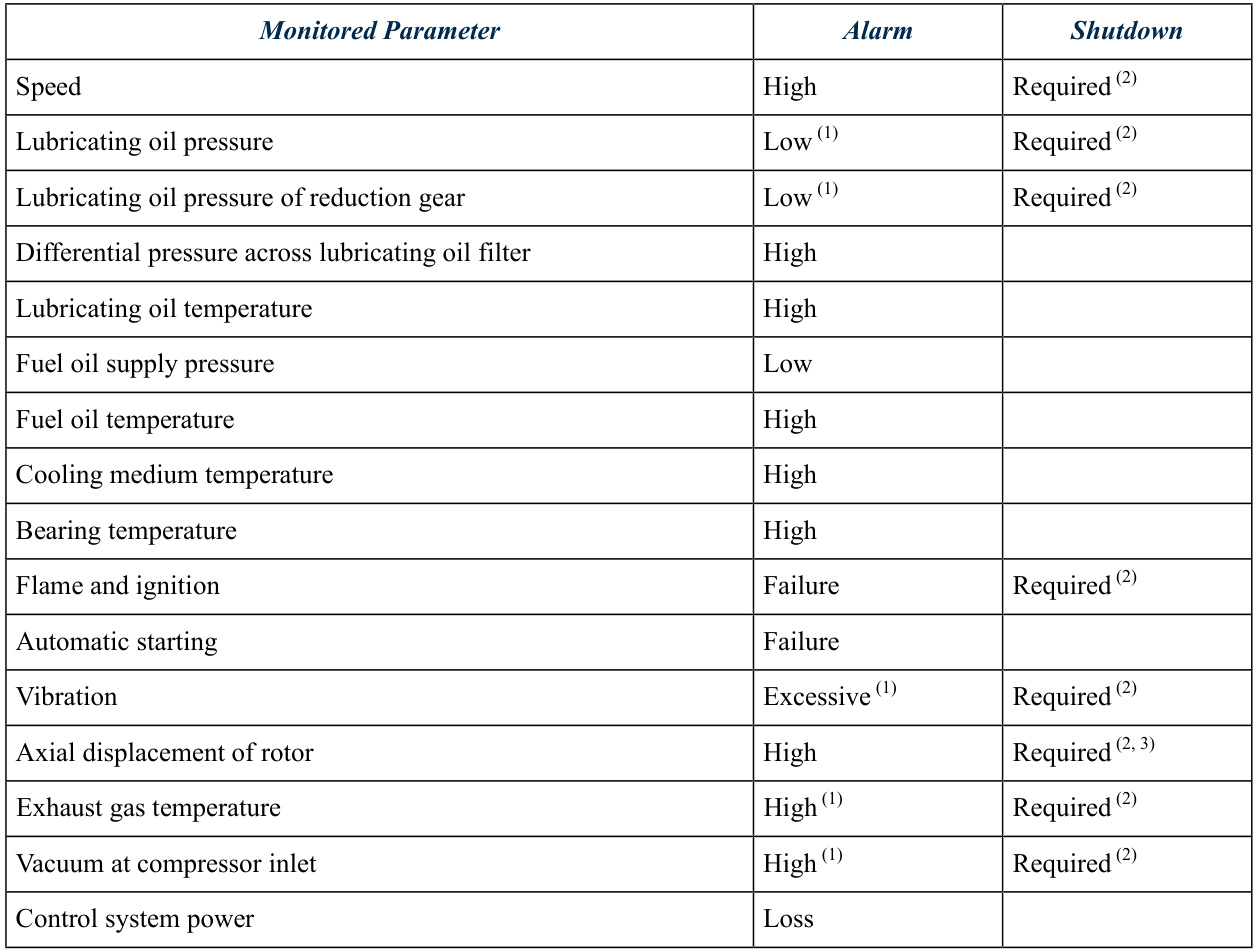 Monitored Parameter Alarm Shutdown
Speed High Required (2)
Lubricating oil pressure Low (1) Required (2)
Lubricating oil pressure of reduction gear Low (1) Required (2)
Differential pressure across lubricating oil filter High
Lubricating oil temperature High
Fuel oil supply pressure Low
Fuel oil temperature High
Cooling medium temperature High
Bearing temperature High
Flame and ignition Failure Required (2)
Automatic starting Failure
Vibration Excessive (1) Required (2)
Axial displacement of rotor High Required (2, 3)
Exhaust gas temperature High (1) Required (2)
Vacuum at compressor inlet High (1) Required (2)
Control system power Loss